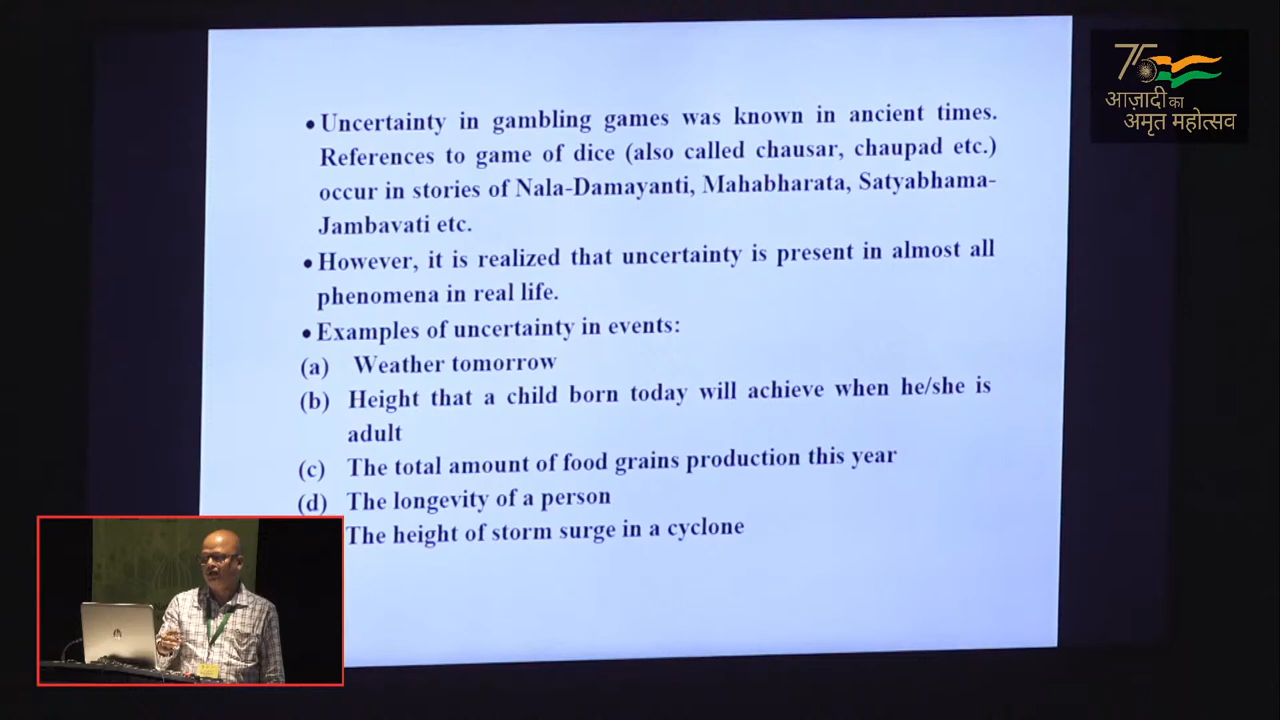 • Uncertainty in gambling games was known in ancient times.
References to game of dice (also called chausar, chaupad etc.)
occur in stories of Nala-Damayanti, Mahabharata, Satyabhama-
Jambavati etc.
• However, it is realized that uncertainty is present in almost all
phenomena in real life.
• Examples of uncertainty in events:
(a) Weather tomorrow
(b) Height that a child born today will achieve when he/she is
adult
(c) The total amount of food grains production this year
(d) The longevity of a person
The height of storm surge in a cyclone
75
आज़ादी का
अमृत महोत्सव